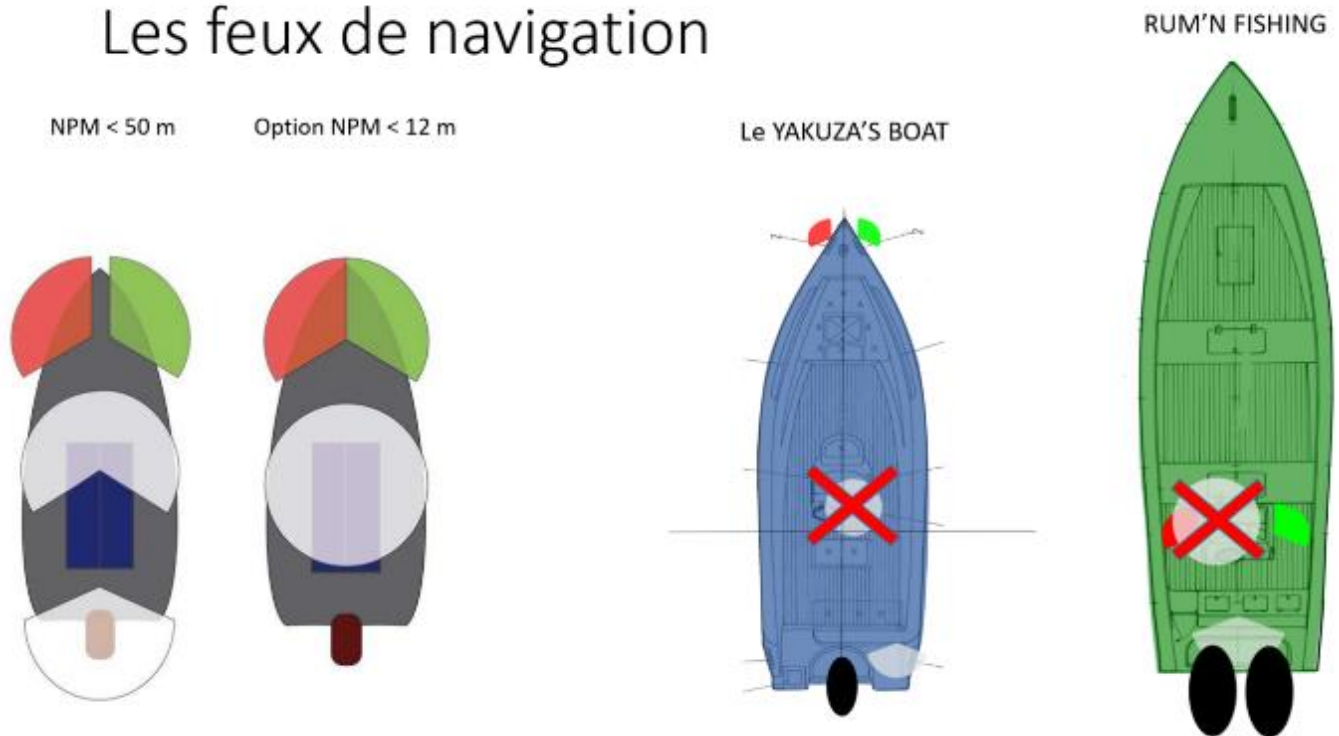 Les feux de navigation
RUM'N FISHING
NPM < 50 m
Option NPM < 12 m
Le YAKUZA'S BOAT